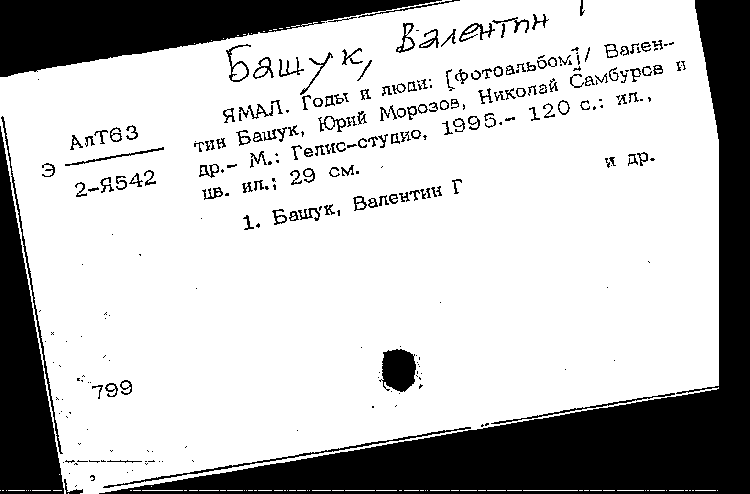 Башук, Валентин Г
ЯМАЛ. Годы и люди: [Фотоальбом]/ Вален-
тин Башук, Юрий Морозов, Николай Самбуров и
др.- М.: Гелис-студио, 1995.- 120 с.: ил.,
цв. ил.; 29 см.
1. Башук, Валентин Г и др.
АлТ63
Э
2-Я542
799